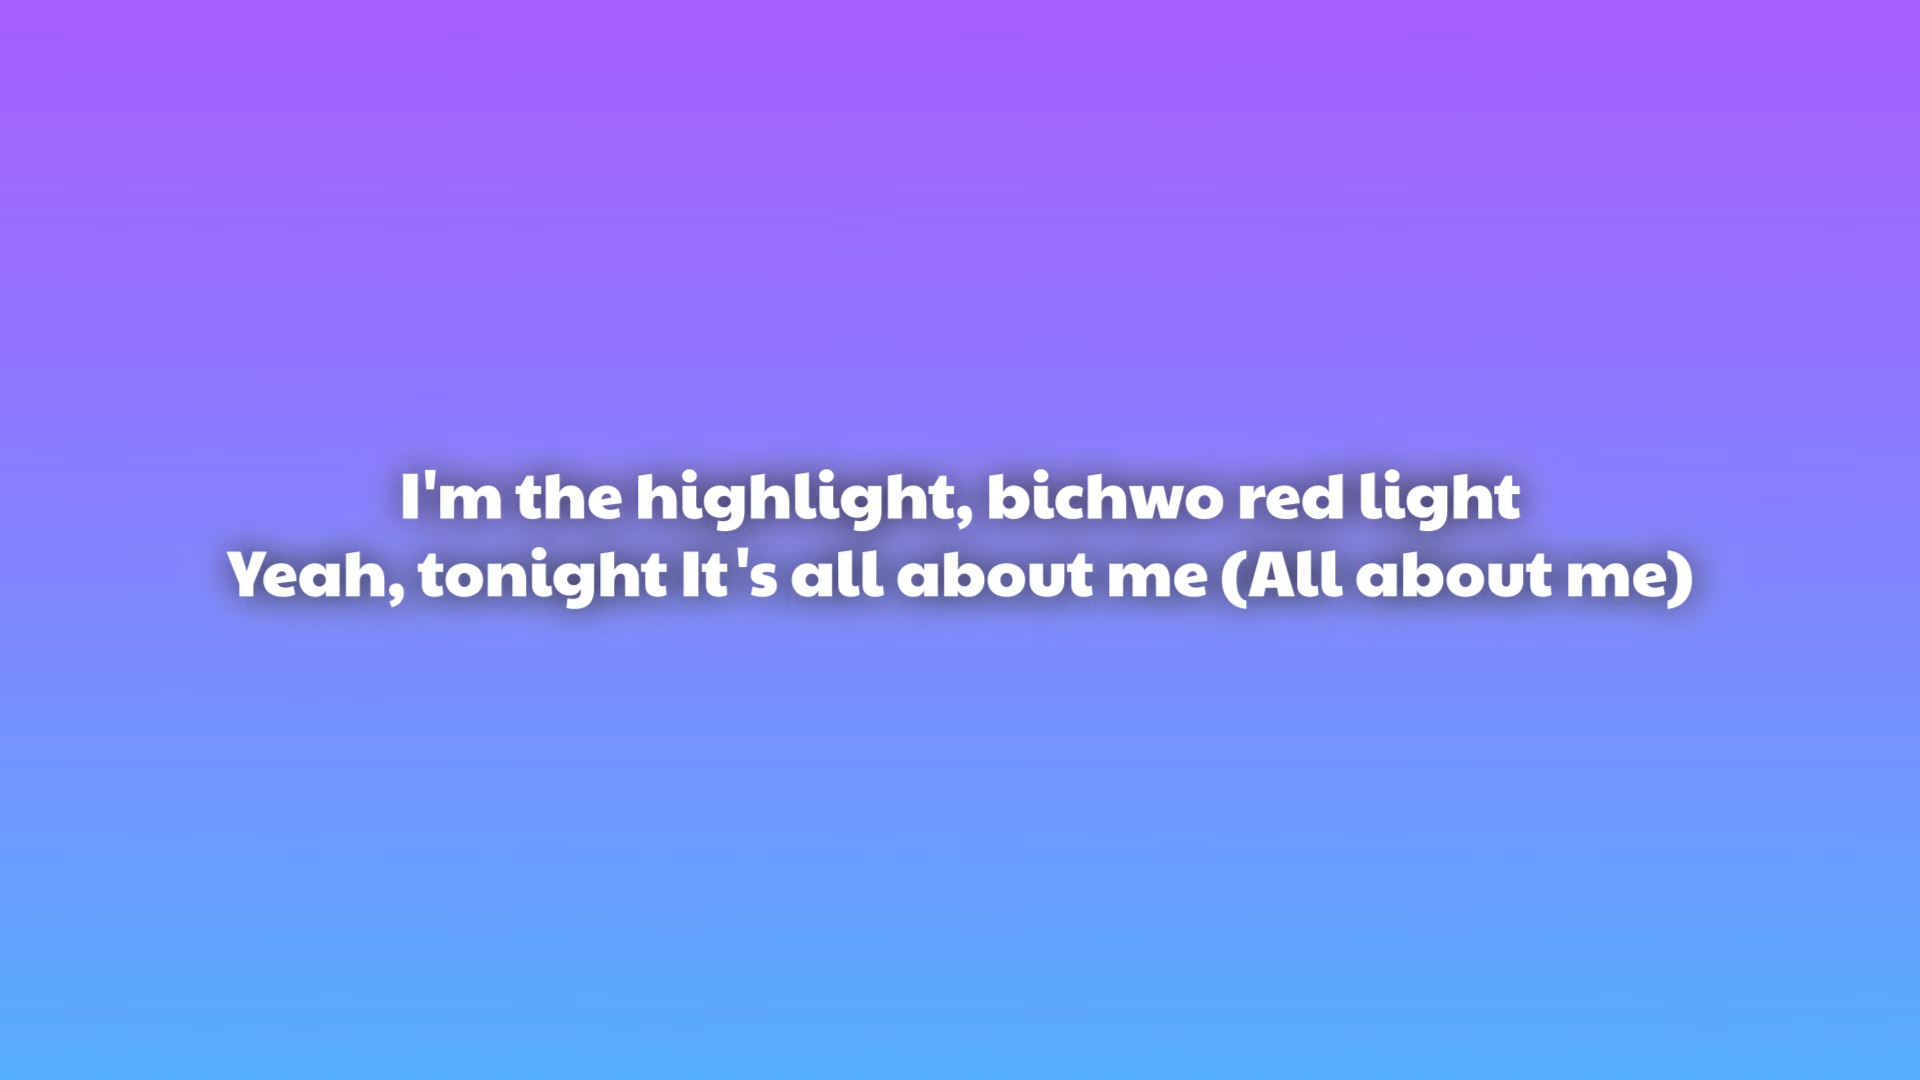 I'm the highlight, bichwo red light
Yeah, tonight It's all about me (All about me)